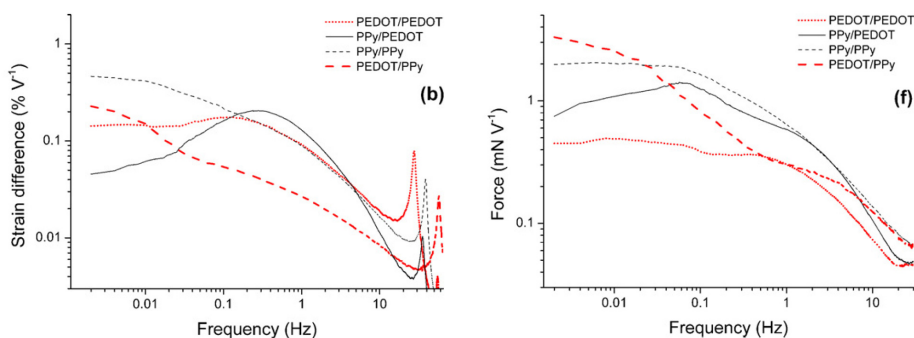 PEDOT/PEDOT
PPy/PEDOT
PPy/PPy
PEDOT/PPy
(b)
1
0.1
0.01
Strain difference (% V⁻¹)
0.01
0.1
1
10
Frequency (Hz)
PEDOT/PEDOT
PPy/PEDOT
PPy/PPy
PEDOT/PPy
(f)
1
0.1
Force (mN V⁻¹)
0.01
0.1
1
10
Frequency (Hz)